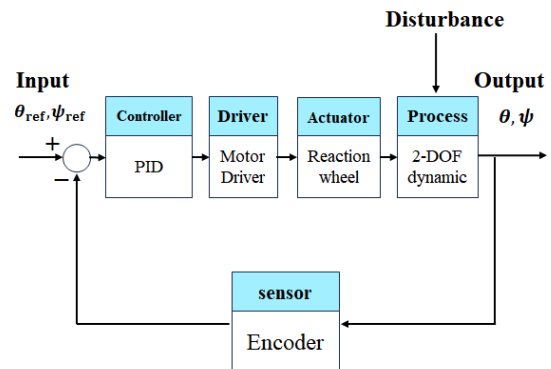 Disturbance
Input
Output
θref,ψref
θ,ψ
Controller
Driver
Actuator
Process
+
−
PID
Motor
Driver
Reaction
wheel
2-DOF
dynamic
sensor
Encoder